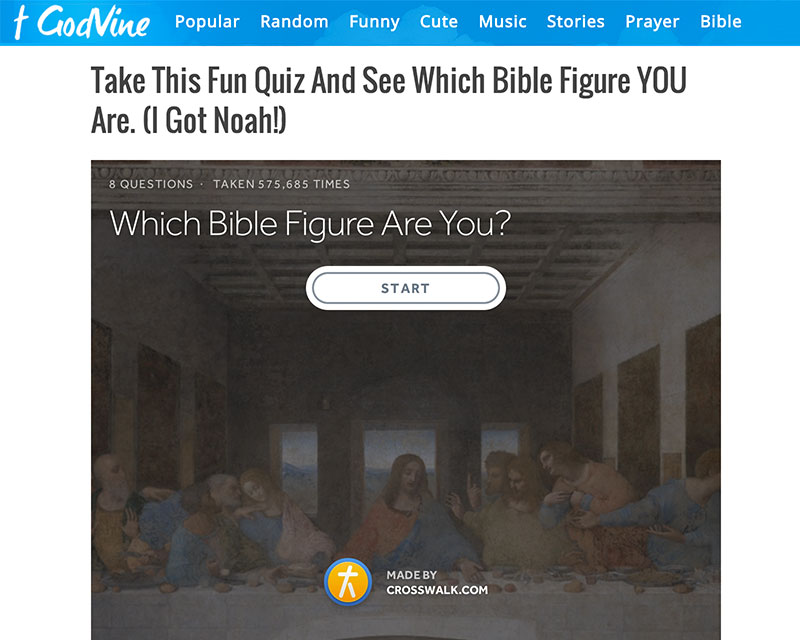 GodVine Popular Random Funny Cute Music Stories Prayer Bible
Take This Fun Quiz And See Which Bible Figure YOU
Are. (I Got Noah!)
8 QUESTIONS · TAKEN 575,685 TIMES
Which Bible Figure Are You?
START
MADE BY
CROSSWALK.COM